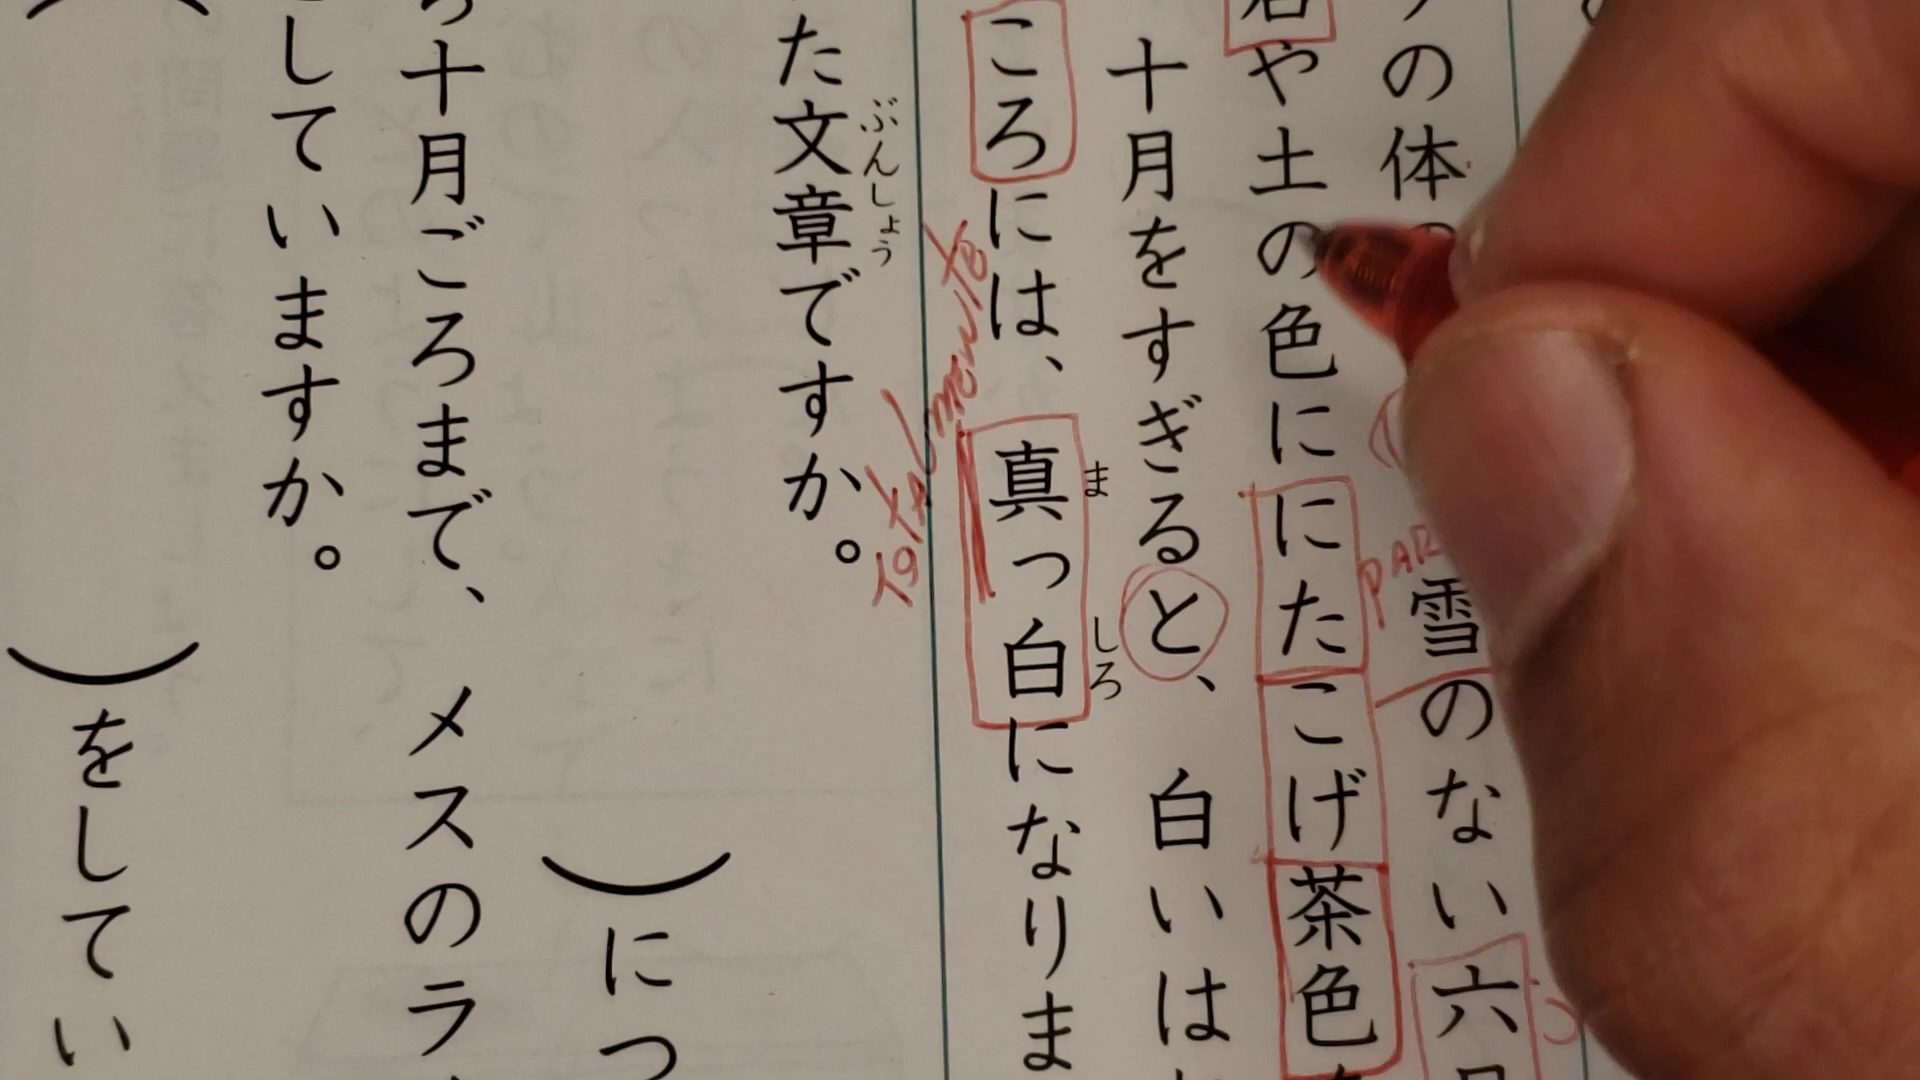 の体の 雪のない六月
や土の色ににたこげ茶色
十月をすぎると、白いは
ころには、真っ白になりま
ま
しろ
た文章ですか。
ぶんしょう
につ
十月ごろまで、メスのラ
していますか。
をしてい